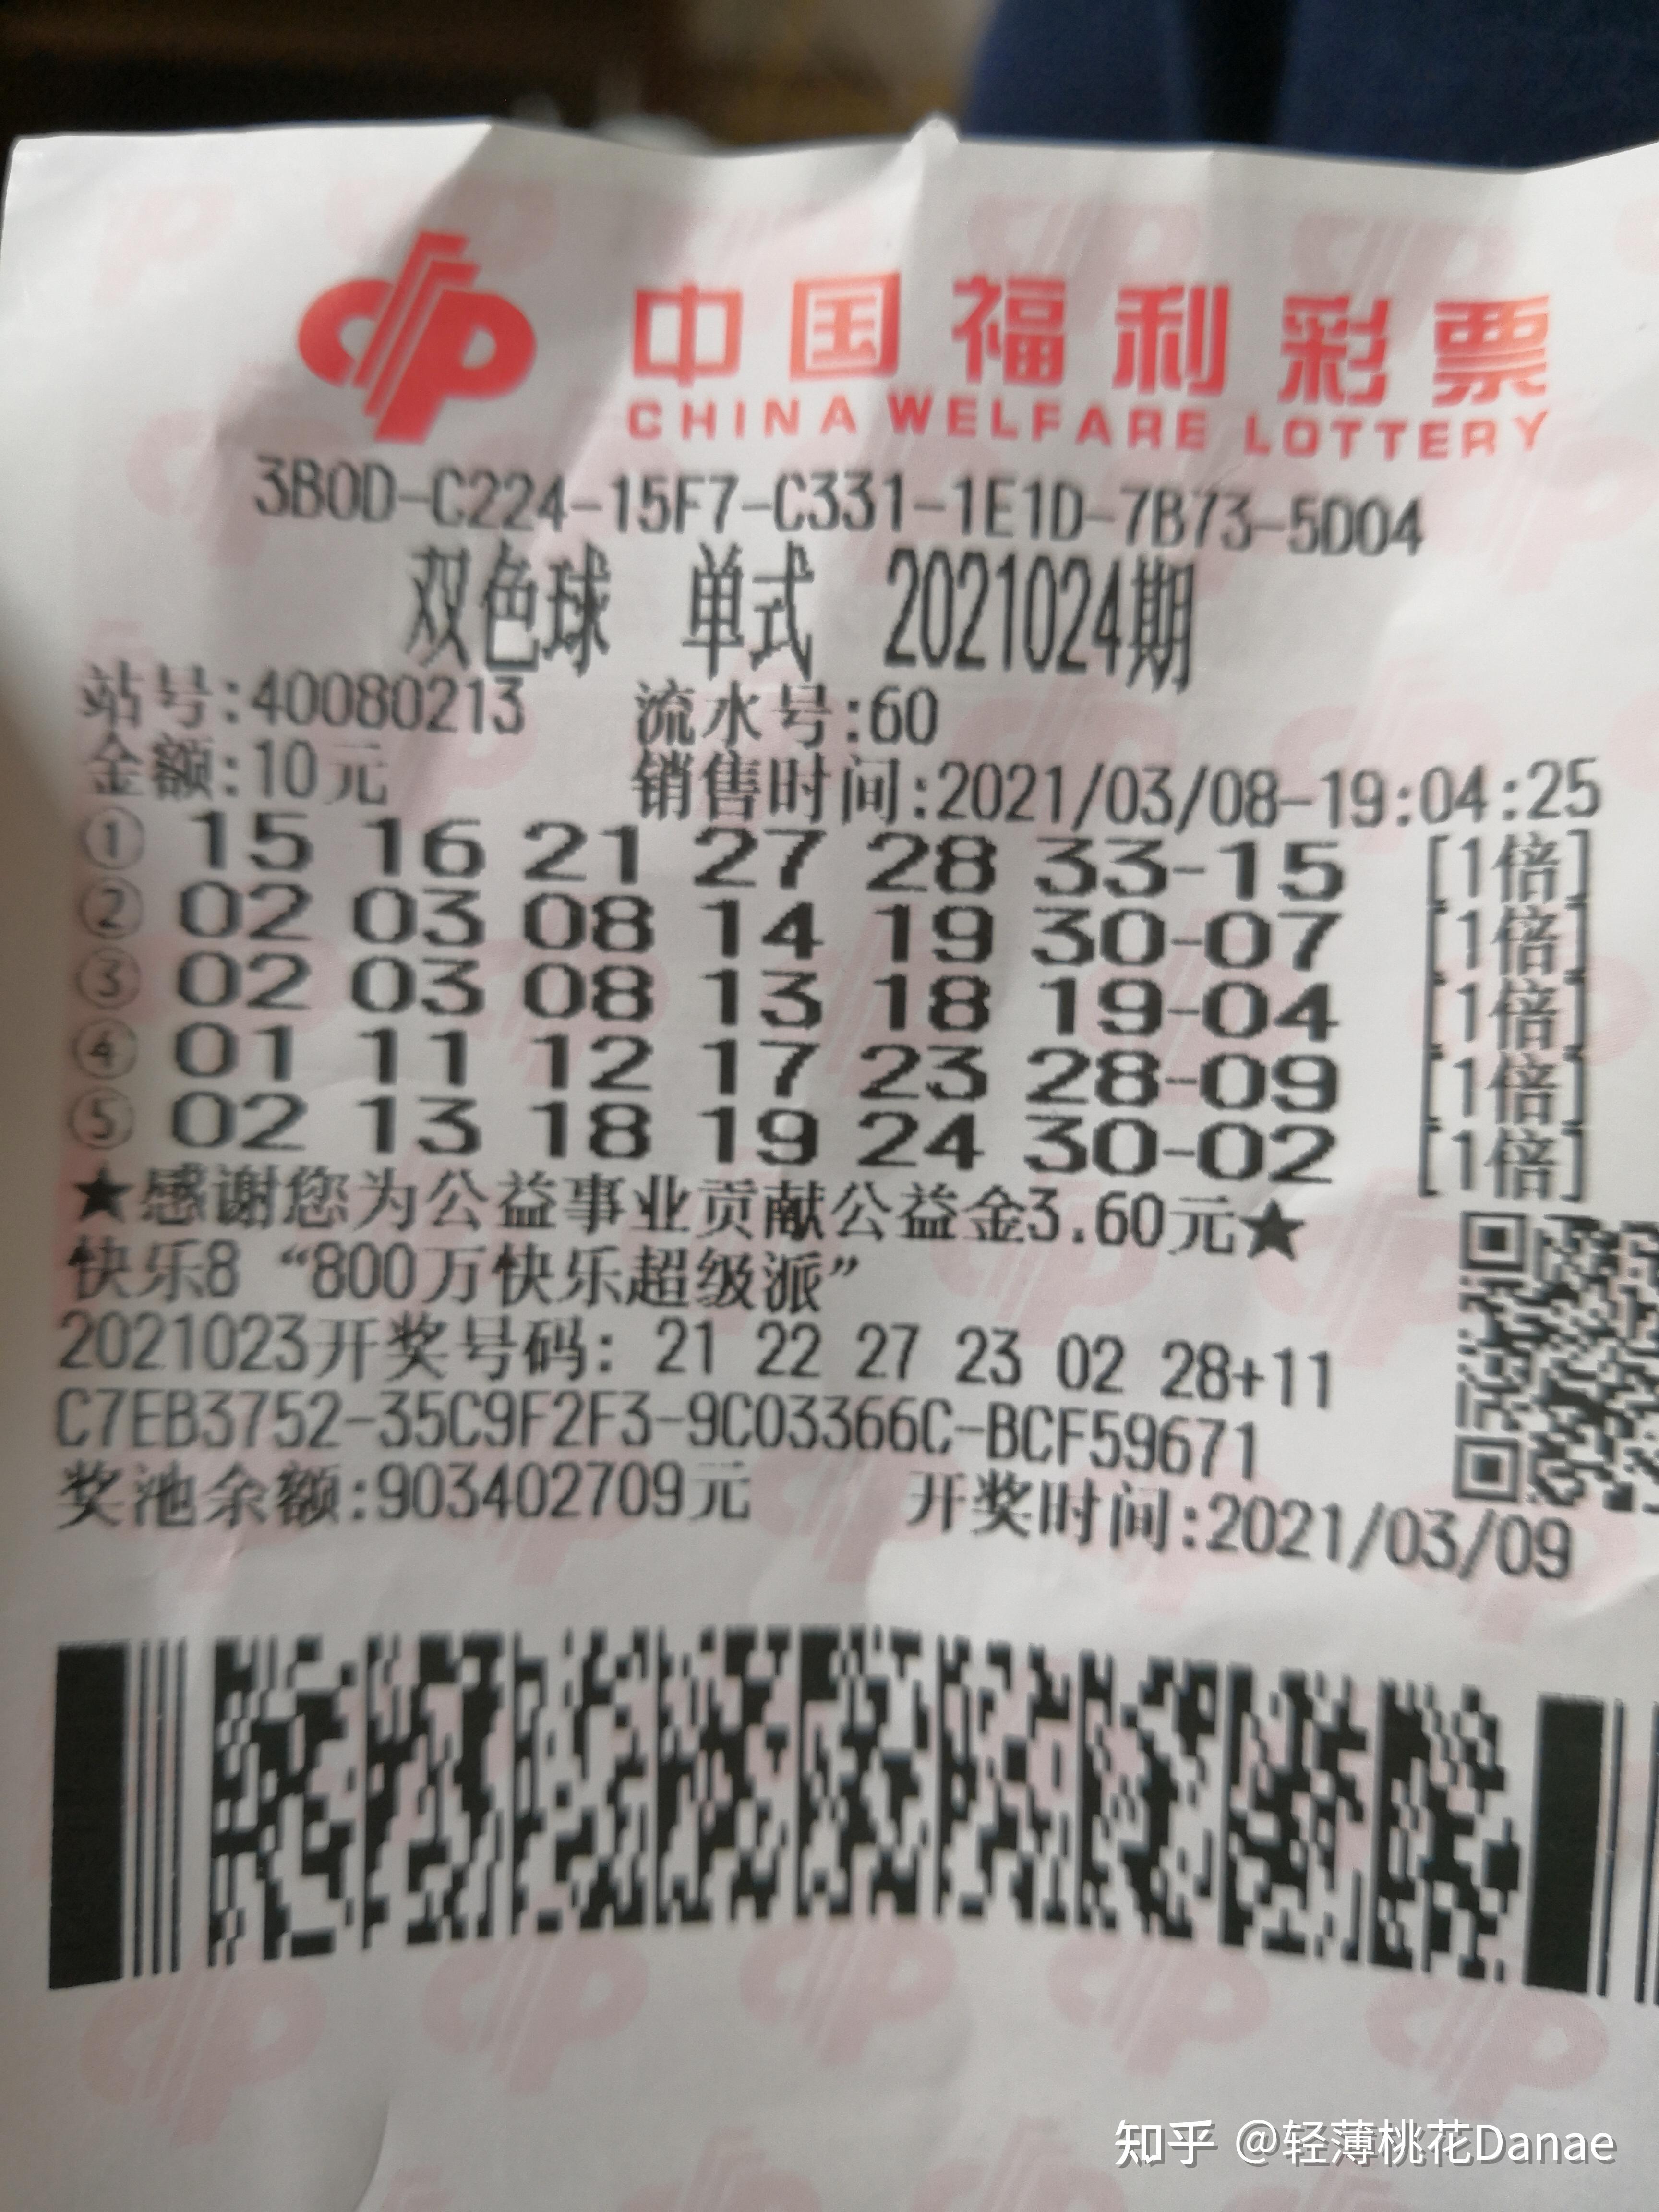 中国福利彩票
CHINA WELFARE LOTTERY
3B0D-C224-15F7-C331-1E1D-7B73-5D04
双色球 单式 2021024期
站号:40080213 流水号:60
金额:10元 销售时间:2021/03/08-19:04:25
① 15 16 21 27 28 33-15 [1倍]
② 02 03 08 14 19 30-07 [1倍]
③ 02 03 08 13 18 19-04 [1倍]
④ 01 11 12 17 23 28-09 [1倍]
⑤ 02 13 18 19 24 30-02 [1倍]
★感谢您为公益事业贡献公益金3.60元★
快乐8 “800万快乐超级派”
2021023开奖号码: 21 22 27 23 02 28+11
C7EB3752-35C9F2F3-9C03366C-BCF59671
奖池余额:903402709元 开奖时间:2021/03/09
知乎 @轻薄桃花Danae